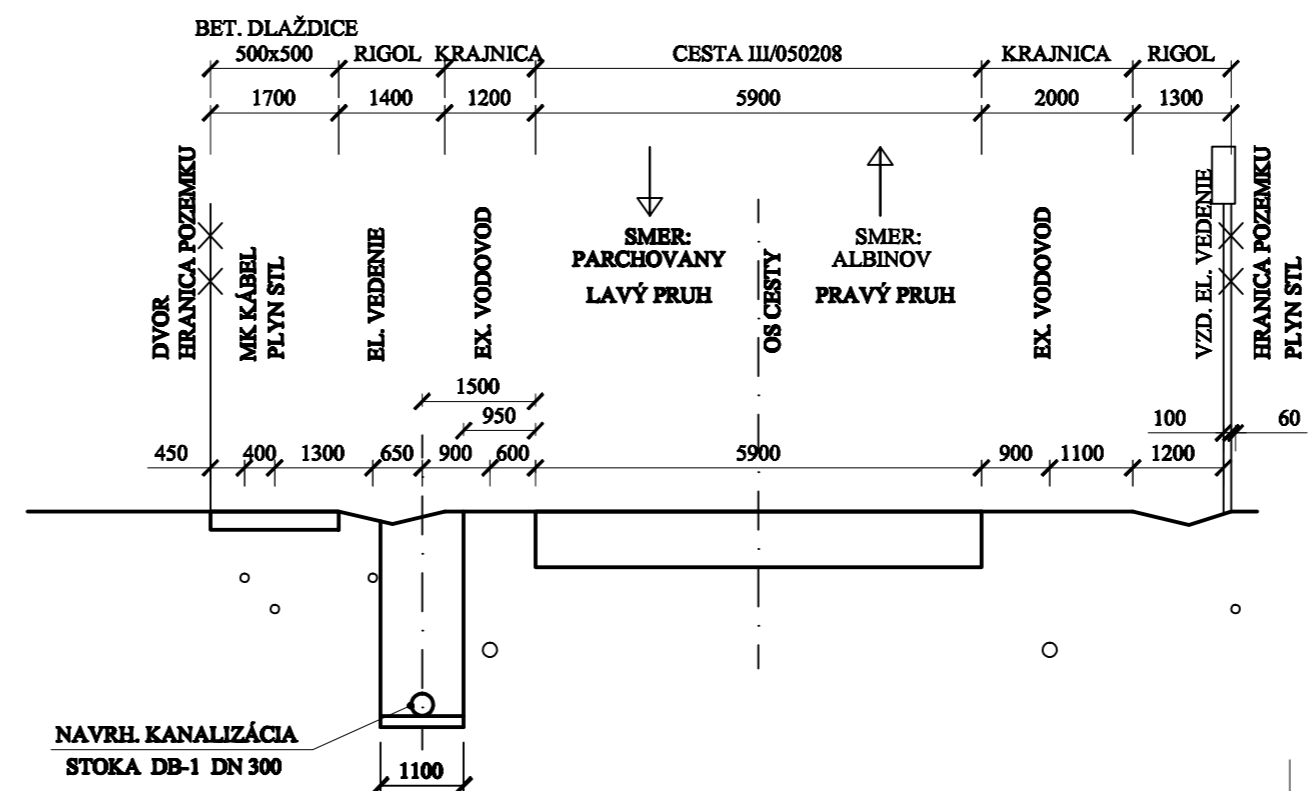 BET. DLAŽDICE
500x500 RIGOL KRAJNICA CESTA III/050208 KRAJNICA RIGOL
1700 1400 1200 5900 2000 1300
DVOR
HRANICA POZEMKU
MK KÁBEL
PLYN STL
EL. VEDENIE
EX. VODOVOD
SMER:
PARCHOVANY
LAVÝ PRUH
OS CESTY
SMER:
ALBINOV
PRAVÝ PRUH
EX. VODOVOD
VZD. EL. VEDENIE
HRANICA POZEMKU
PLYN STL
1500
950
100 60
450 400 1300 650 900 600 5900 900 1100 1200
NAVRH. KANALIZÁCIA
STOKA DB-1 DN 300
1100